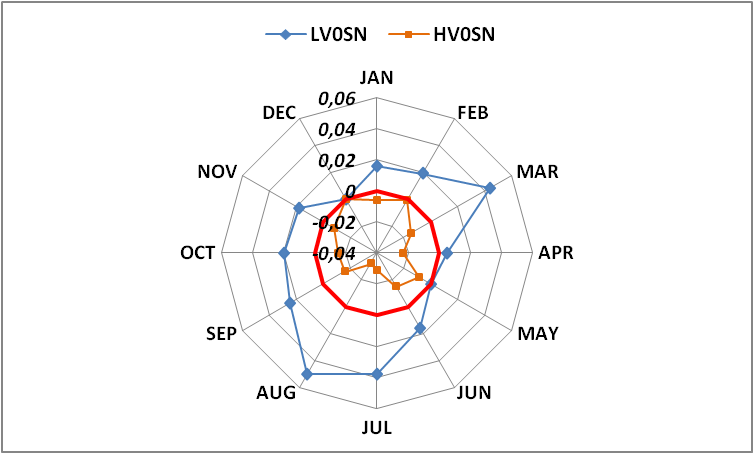 LV0SN HV0SN
JAN
0,06
DEC FEB
0,04
0,02
NOV MAR
0
-0,02
OCT -0,04 APR
SEP MAY
AUG JUN
JUL